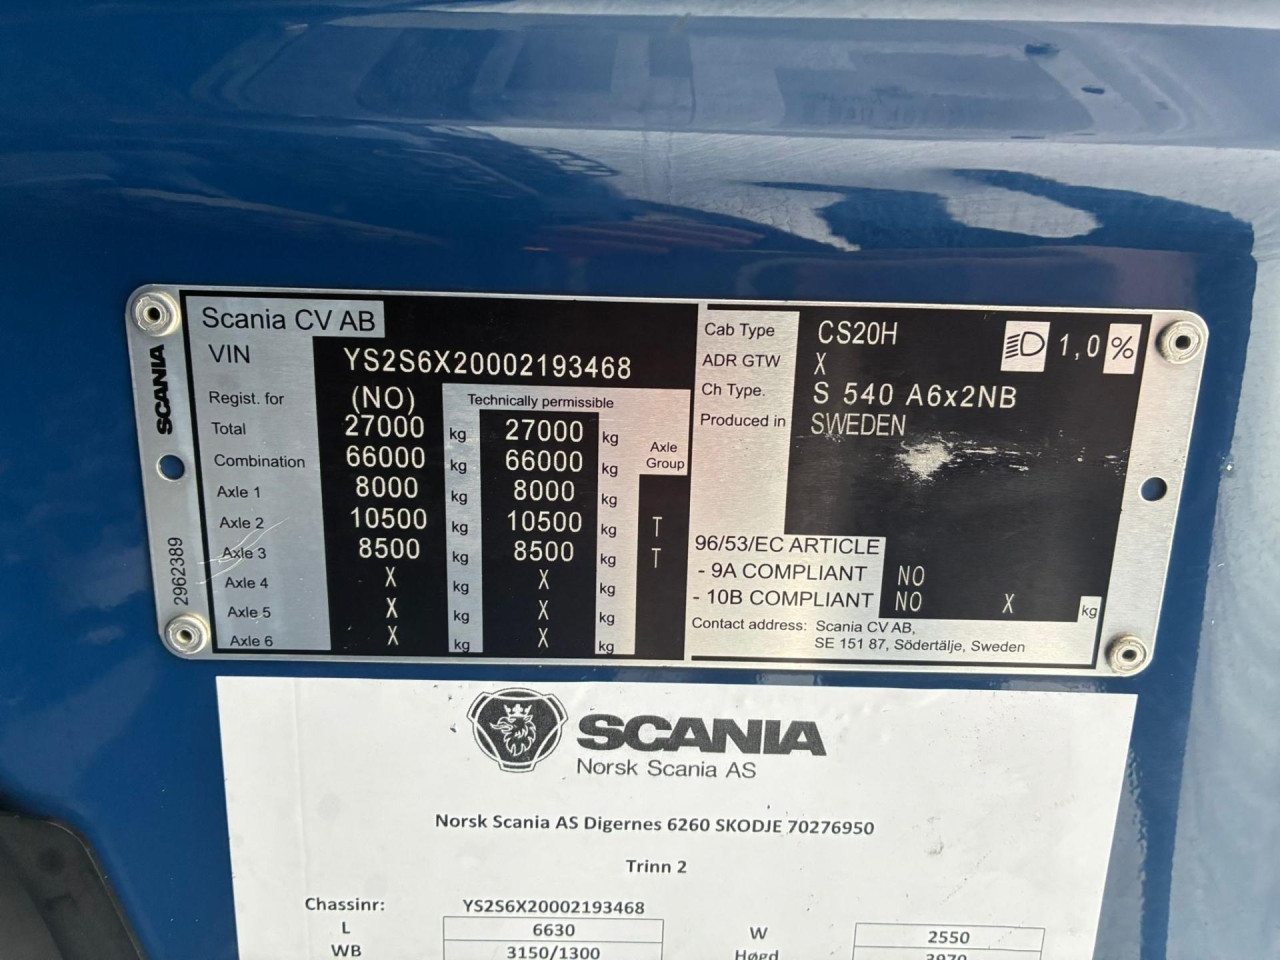 Scania CV AB
SCANIA
2962389
VIN YS2S6X20002193468
Regist. for (NO) Technically permissible
Total 27000 kg 27000 kg Axle Group
Combination 66000 kg 66000 kg
Axle 1 8000 kg 8000 kg
Axle 2 10500 kg 10500 kg T
Axle 3 8500 kg 8500 kg T
Axle 4 X kg X kg
Axle 5 X X
Axle 6 X kg X kg
Cab Type CS20H 1,0 %
ADR GTW X
Ch Type. S 540 A6x2NB
Produced in SWEDEN
96/53/EC ARTICLE
- 9A COMPLIANT NO
- 10B COMPLIANT NO X kg
Contact address: Scania CV AB,
SE 151 87, Södertälje, Sweden
SCANIA
Norsk Scania AS
Norsk Scania AS Digernes 6260 SKODJE 70276950
Trinn 2
Chassinr: YS2S6X20002193468
L 6630 W 2550
WB 3150/1300 Høgd 3970